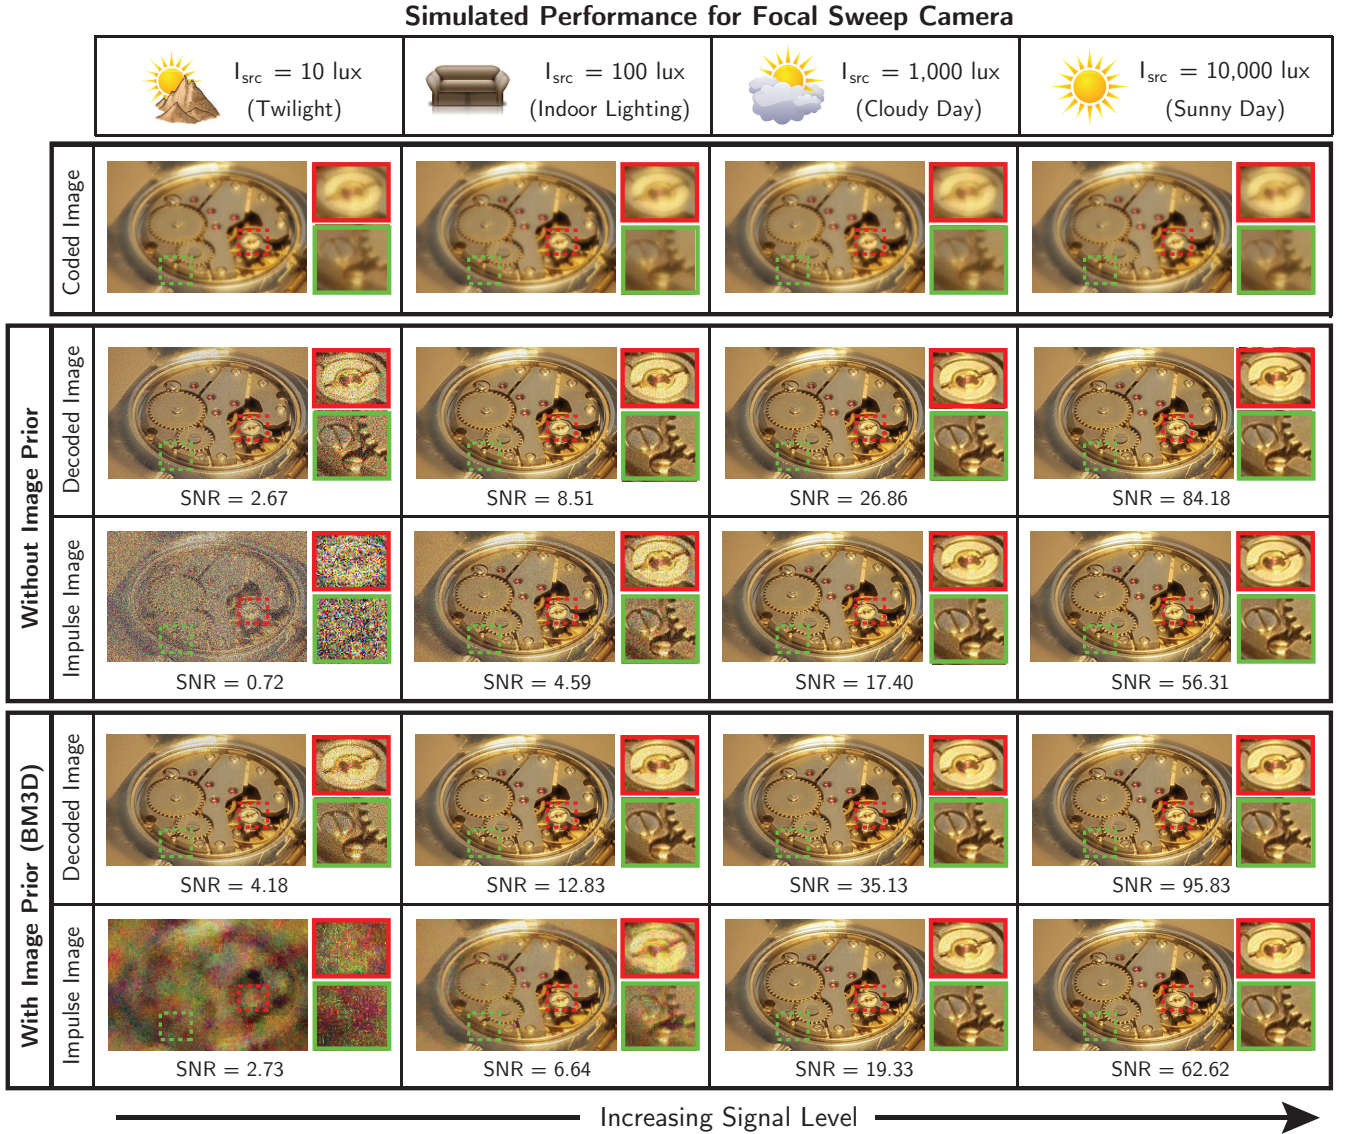 Simulated Performance for Focal Sweep Camera
I_src = 10 lux
(Twilight)
I_src = 100 lux
(Indoor Lighting)
I_src = 1,000 lux
(Cloudy Day)
I_src = 10,000 lux
(Sunny Day)
Coded Image
Without Image Prior
Decoded Image
SNR = 2.67
SNR = 8.51
SNR = 26.86
SNR = 84.18
Impulse Image
SNR = 0.72
SNR = 4.59
SNR = 17.40
SNR = 56.31
With Image Prior (BM3D)
Decoded Image
SNR = 4.18
SNR = 12.83
SNR = 35.13
SNR = 95.83
Impulse Image
SNR = 2.73
SNR = 6.64
SNR = 19.33
SNR = 62.62
Increasing Signal Level